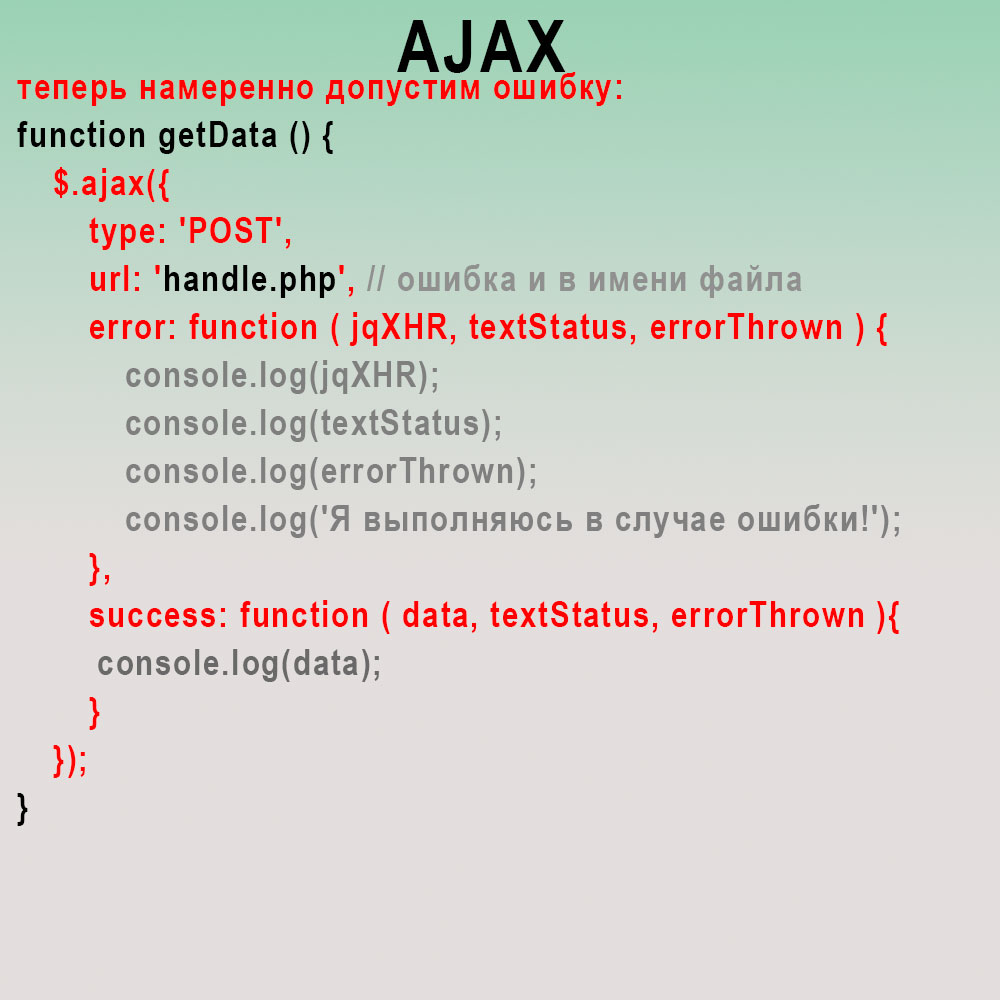 AJAX
теперь намеренно допустим ошибку:
function getData () {
$.ajax({
type: 'POST',
url: 'handle.php', // ошибка и в имени файла
error: function ( jqXHR, textStatus, errorThrown ) {
console.log(jqXHR);
console.log(textStatus);
console.log(errorThrown);
console.log('Я выполняюсь в случае ошибки!');
},
success: function ( data, textStatus, errorThrown ){
console.log(data);
}
});
}